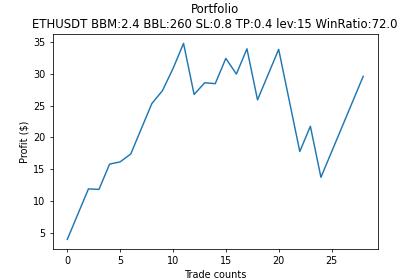 Portfolio
ETHUSDT BBM:2.4 BBL:260 SL:0.8 TP:0.4 lev:15 WinRatio:72.0
35
30
25
20
15
10
5
Profit ($)
0 5 10 15 20 25
Trade counts